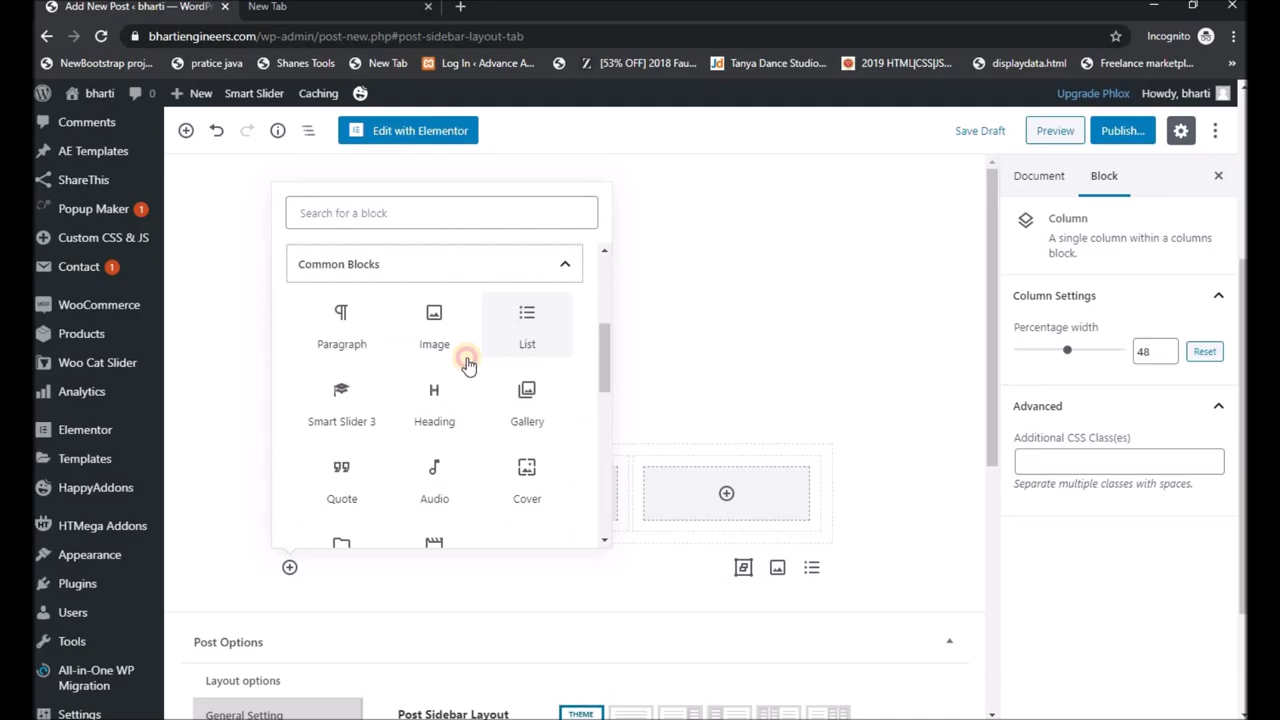 Add New Post ‹ bharti — WordPr
New Tab
bhartiengineers.com/wp-admin/post-new.php#post-sidebar-layout-tab
Incognito
NewBootstrap proj...
pratice java
Shanes Tools
New Tab
Log In ‹ Advance A...
[53% OFF] 2018 Fau...
Tanya Dance Studio...
2019 HTML|CSS|JS...
displaydata.html
Freelance marketpl...
bharti
0
New
Smart Slider
Caching
Upgrade Phlox
Howdy, bharti
Comments
AE Templates
ShareThis
Popup Maker 1
Custom CSS & JS
Contact 1
WooCommerce
Products
Woo Cat Slider
Analytics
Elementor
Templates
HappyAddons
HTMega Addons
Appearance
Plugins
Users
Tools
All-in-One WP
Migration
Settings
Edit with Elementor
Save Draft
Preview
Publish...
Search for a block
Common Blocks
Paragraph
Image
List
Smart Slider 3
Heading
Gallery
Quote
Audio
Cover
Post Options
Layout options
General Setting
Post Sidebar Layout
THEME
Document
Block
Column
A single column within a columns
block.
Column Settings
Percentage width
48
Reset
Advanced
Additional CSS Class(es)
Separate multiple classes with spaces.